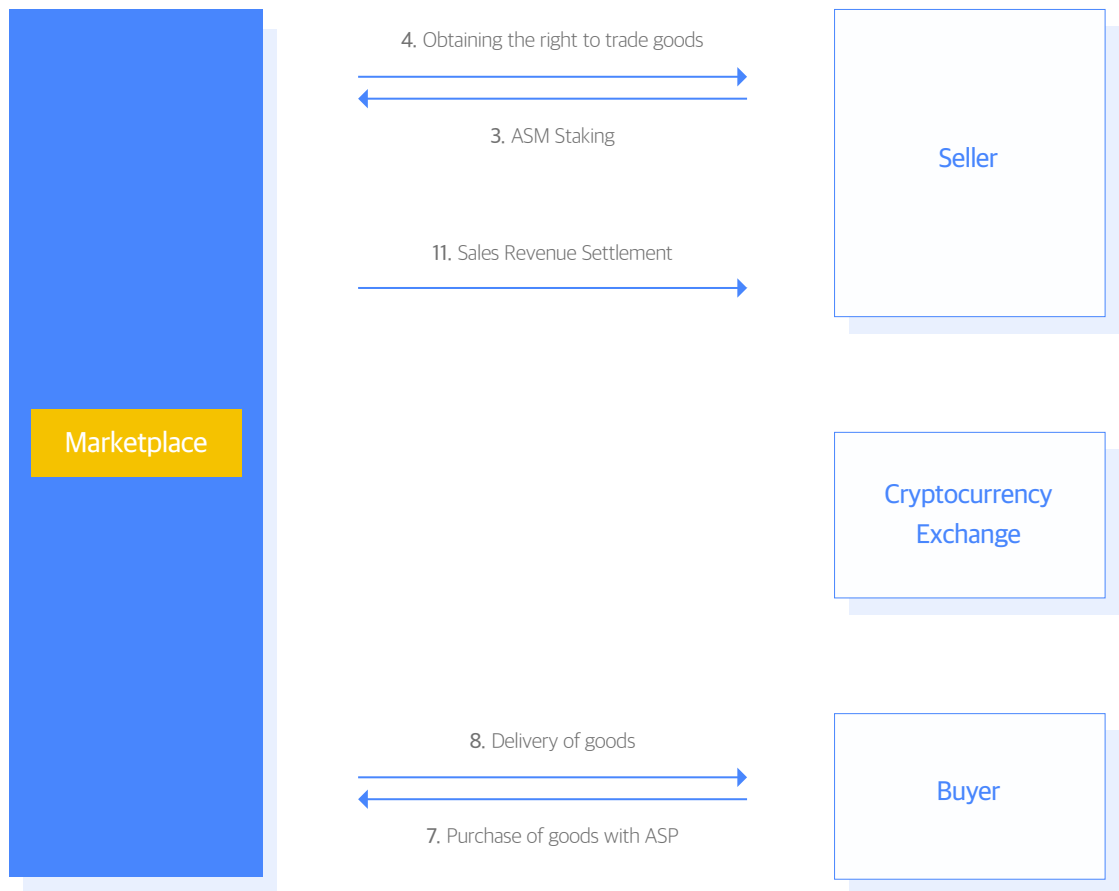 4. Obtaining the right to trade goods
3. ASM Staking
Seller
11. Sales Revenue Settlement
Marketplace
Cryptocurrency
Exchange
8. Delivery of goods
Buyer
7. Purchase of goods with ASP